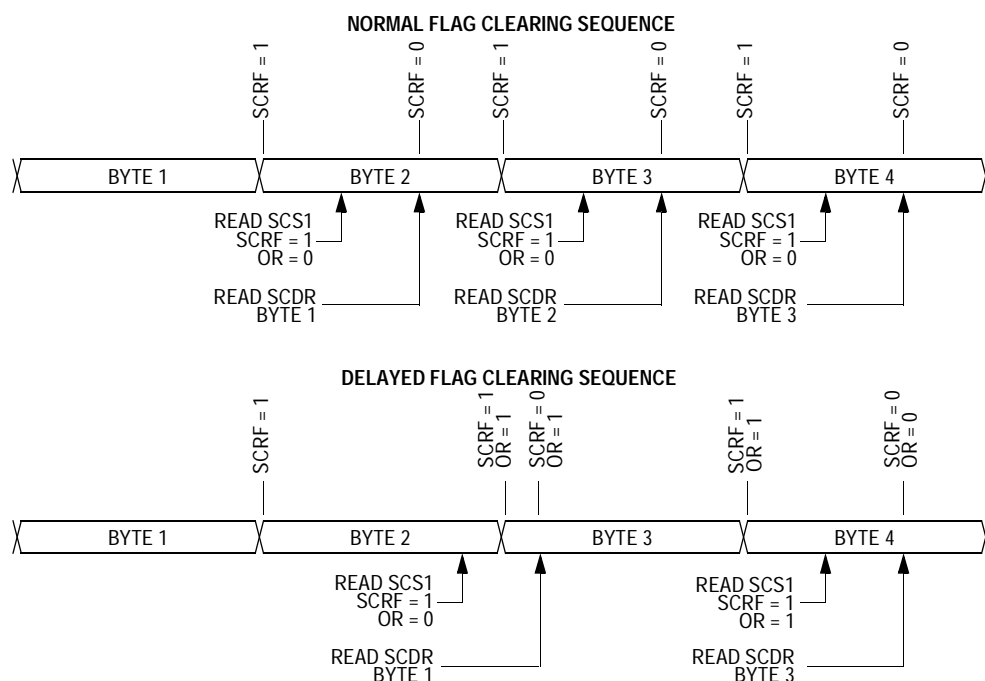 NORMAL FLAG CLEARING SEQUENCE
SCRF = 1
SCRF = 0
SCRF = 1
SCRF = 0
SCRF = 1
SCRF = 0
BYTE 1
BYTE 2
BYTE 3
BYTE 4
READ SCS1
SCRF = 1
OR = 0
READ SCS1
SCRF = 1
OR = 0
READ SCS1
SCRF = 1
OR = 0
READ SCDR
BYTE 1
READ SCDR
BYTE 2
READ SCDR
BYTE 3
DELAYED FLAG CLEARING SEQUENCE
SCRF = 1
SCRF = 1
OR = 1
SCRF = 0
OR = 1
SCRF = 1
OR = 1
SCRF = 0
OR = 0
BYTE 1
BYTE 2
BYTE 3
BYTE 4
READ SCS1
SCRF = 1
OR = 0
READ SCS1
SCRF = 1
OR = 1
READ SCDR
BYTE 1
READ SCDR
BYTE 3